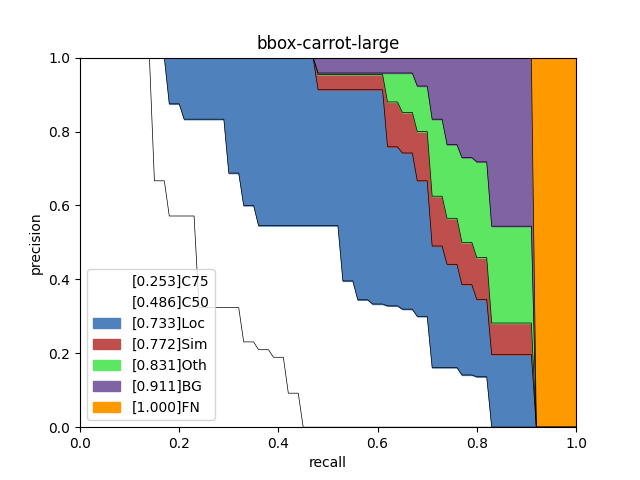 bbox-carrot-large
1.0
0.8
0.6
0.4
0.2
0.0
precision
[0.253]C75
[0.486]C50
[0.733]Loc
[0.772]Sim
[0.831]Oth
[0.911]BG
[1.000]FN
0.0 0.2 0.4 0.6 0.8 1.0
recall